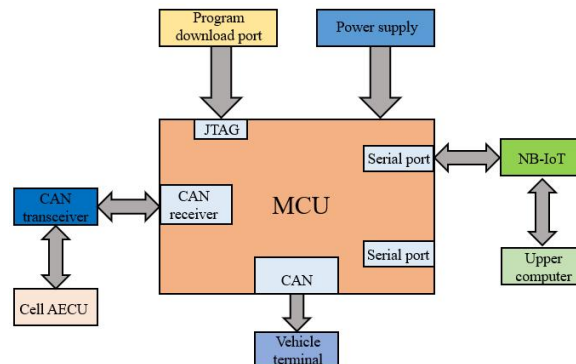 Program
download port
Power supply
JTAG
Serial port
NB-IoT
CAN
transceiver
CAN
receiver
MCU
Serial port
Upper
computer
Cell AECU
CAN
Vehicle
terminal